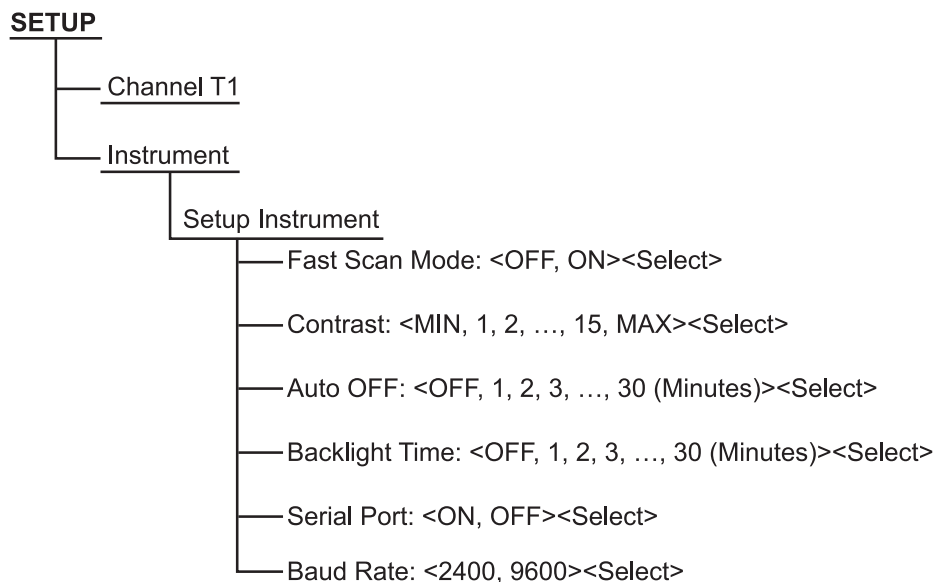 SETUP
Channel T1
Instrument
Setup Instrument
Fast Scan Mode: <OFF, ON><Select>
Contrast: <MIN, 1, 2, …, 15, MAX><Select>
Auto OFF: <OFF, 1, 2, 3, …, 30 (Minutes)><Select>
Backlight Time: <OFF, 1, 2, 3, …, 30 (Minutes)><Select>
Serial Port: <ON, OFF><Select>
Baud Rate: <2400, 9600><Select>